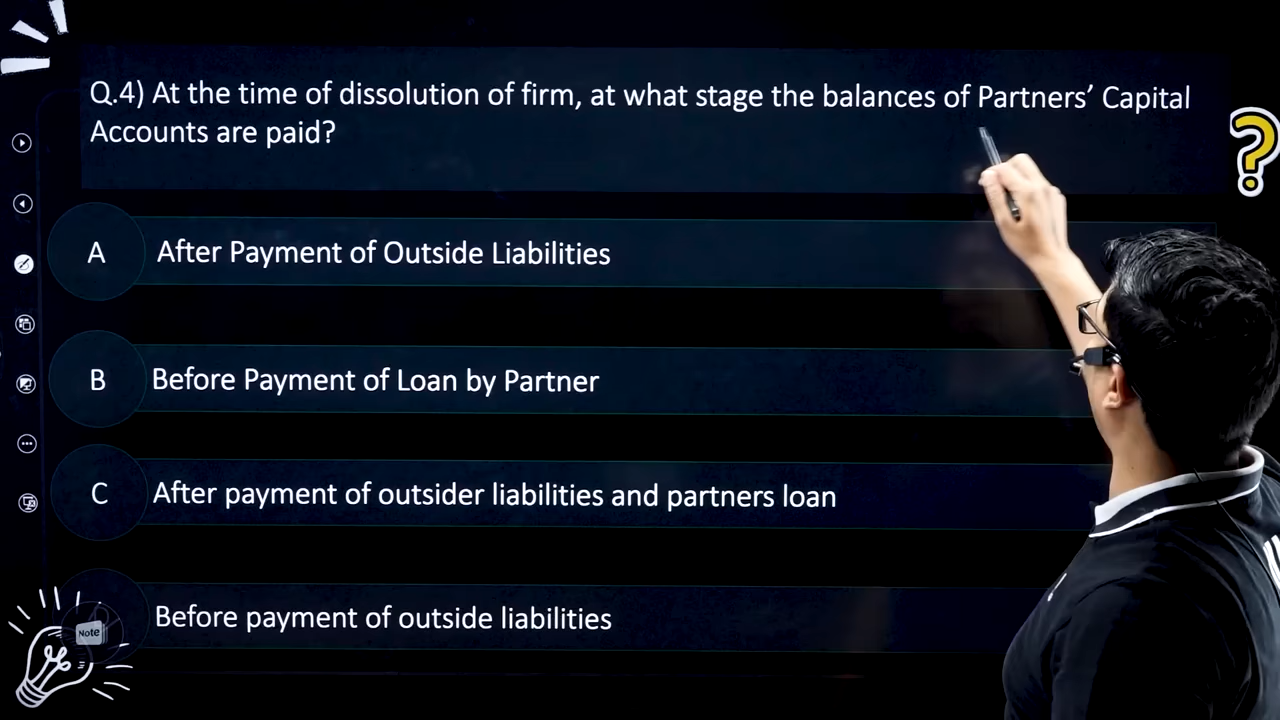 Q.4) At the time of dissolution of firm, at what stage the balances of Partners’ Capital
Accounts are paid?
A After Payment of Outside Liabilities
B Before Payment of Loan by Partner
C After payment of outsider liabilities and partners loan
Before payment of outside liabilities
Note